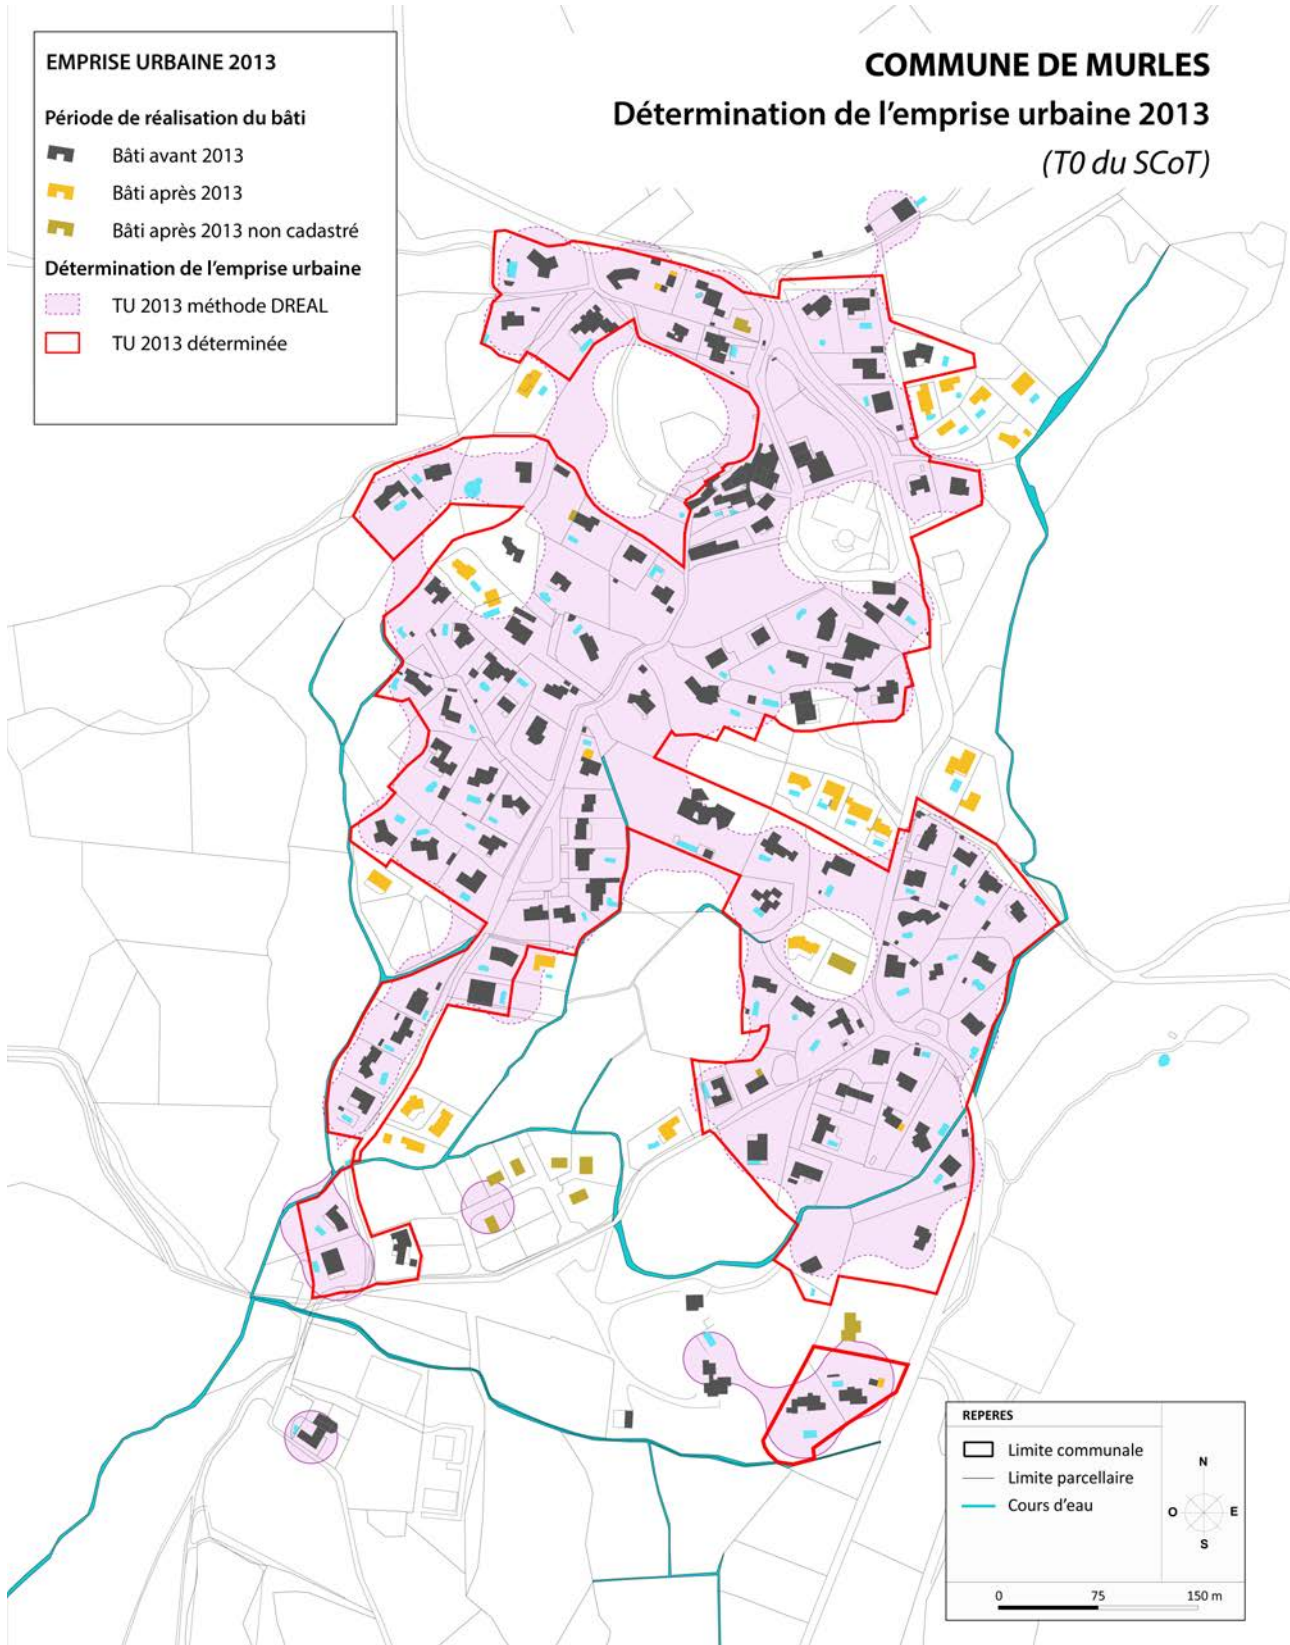 COMMUNE DE MURLES
Détermination de l'emprise urbaine 2013
(T0 du SCoT)
EMPRISE URBAINE 2013
Période de réalisation du bâti
Bâti avant 2013
Bâti après 2013
Bâti après 2013 non cadastré
Détermination de l'emprise urbaine
TU 2013 méthode DREAL
TU 2013 déterminée
REPERES
Limite communale
Limite parcellaire
Cours d'eau
N
O E
S
0 75 150 m